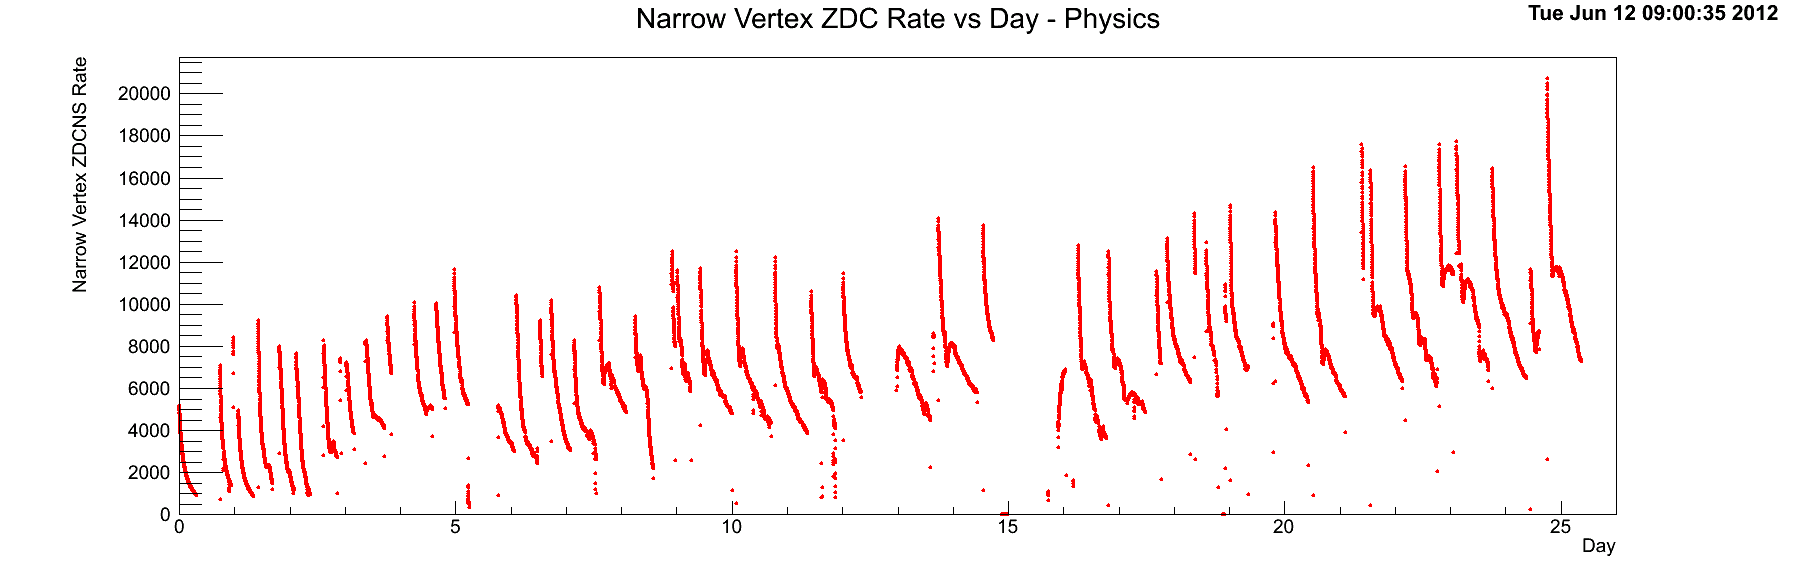 Narrow Vertex ZDC Rate vs Day - Physics
Tue Jun 12 09:00:35 2012
Narrow Vertex ZDCNS Rate
20000
18000
16000
14000
12000
10000
8000
6000
4000
2000
0
0 5 10 15 20 25
Day